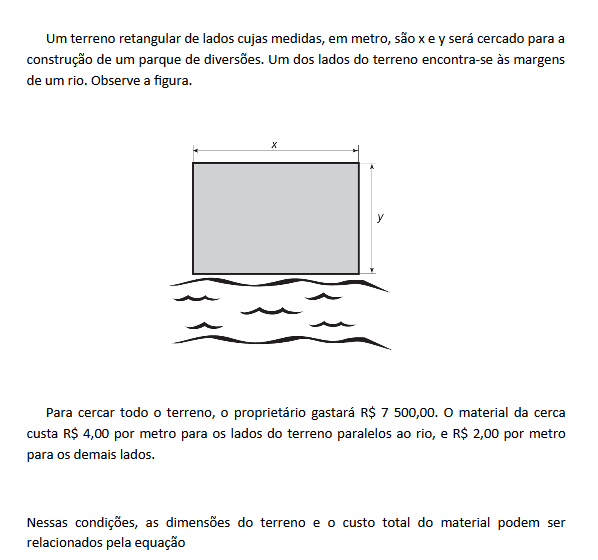 Um terreno retangular de lados cujas medidas, em metro, são x e y será cercado para a
construção de um parque de diversões. Um dos lados do terreno encontra-se às margens
de um rio. Observe a figura.
x
y
Para cercar todo o terreno, o proprietário gastará R$ 7 500,00. O material da cerca
custa R$ 4,00 por metro para os lados do terreno paralelos ao rio, e R$ 2,00 por metro
para os demais lados.
Nessas condições, as dimensões do terreno e o custo total do material podem ser
relacionados pela equação